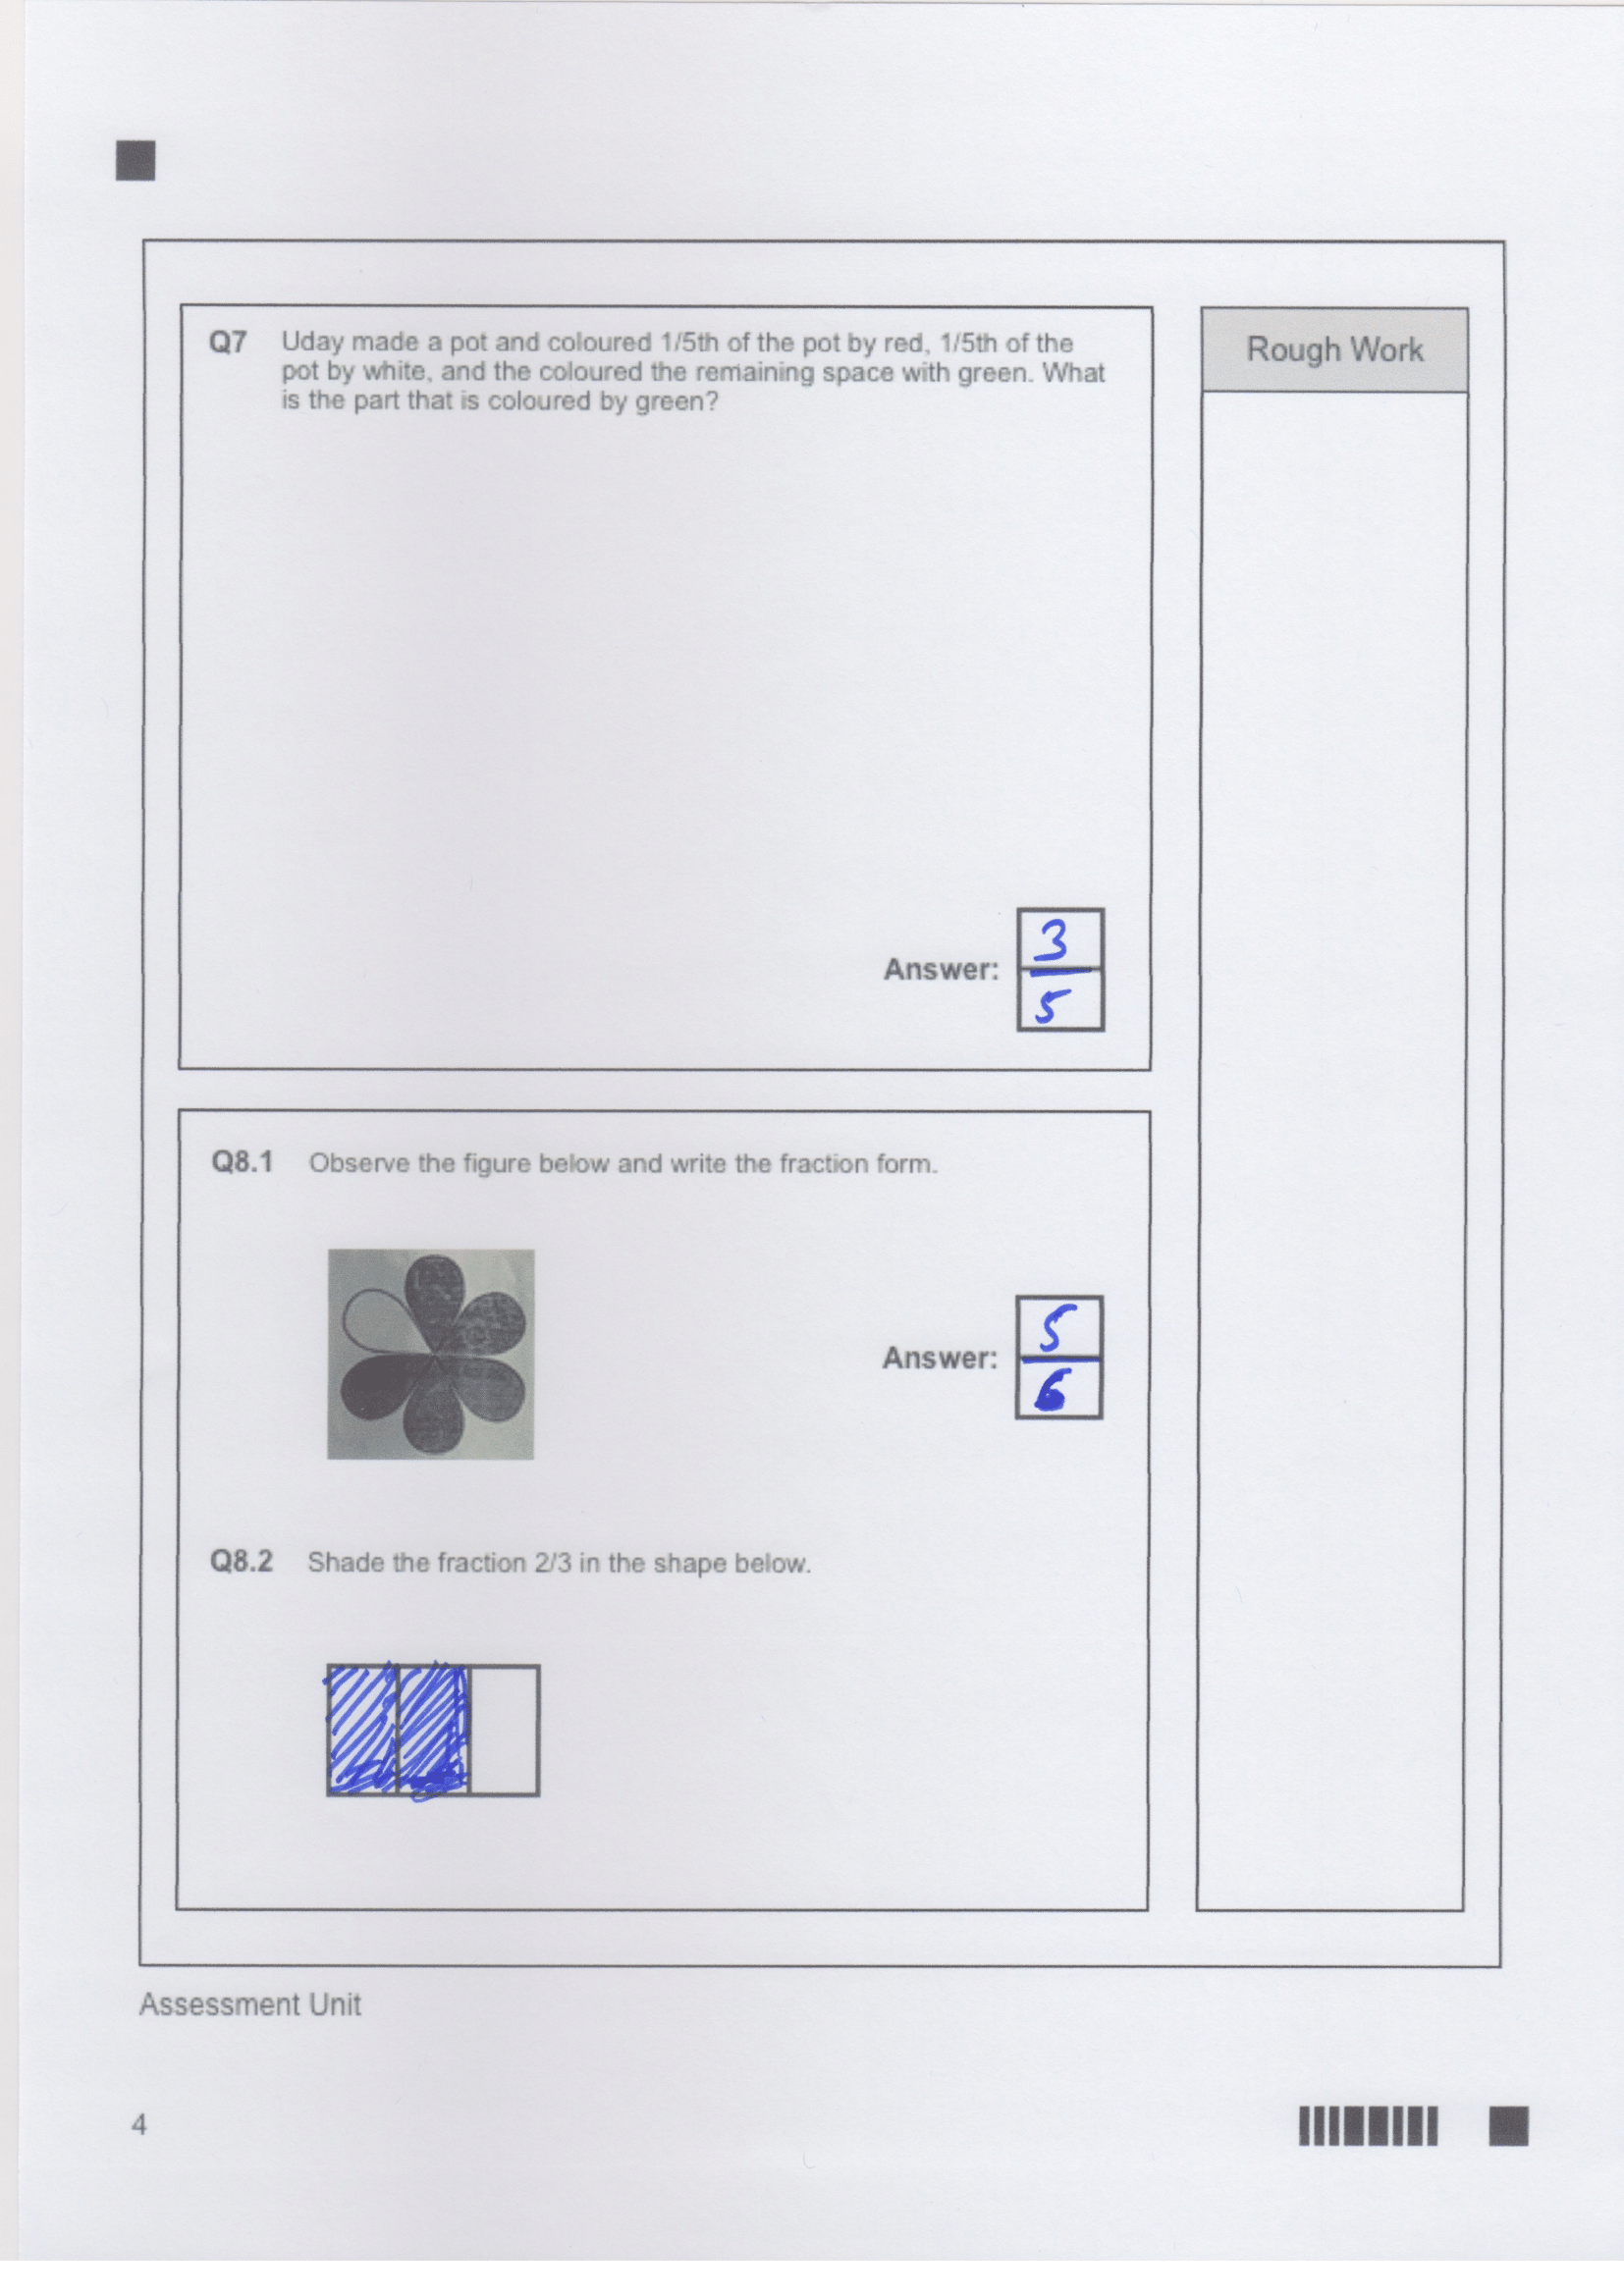 Q7 Uday made a pot and coloured 1/5th of the pot by red, 1/5th of the
pot by white, and the coloured the remaining space with green. What
is the part that is coloured by green?
Rough Work
Answer:
3
5
Q8.1 Observe the figure below and write the fraction form.
Answer:
5
6
Q8.2 Shade the fraction 2/3 in the shape below.
Assessment Unit
4